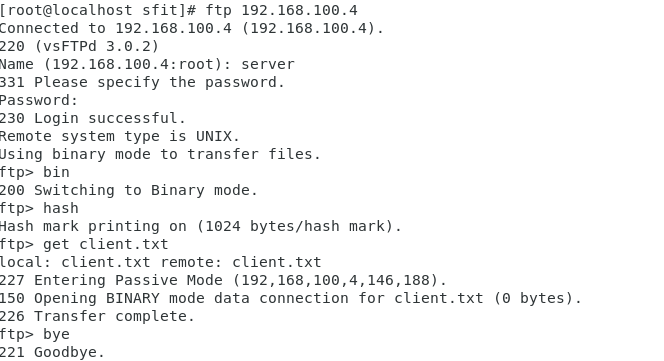 [root@localhost sfit]# ftp 192.168.100.4
Connected to 192.168.100.4 (192.168.100.4).
220 (vsFTPd 3.0.2)
Name (192.168.100.4:root): server
331 Please specify the password.
Password:
230 Login successful.
Remote system type is UNIX.
Using binary mode to transfer files.
ftp> bin
200 Switching to Binary mode.
ftp> hash
Hash mark printing on (1024 bytes/hash mark).
ftp> get client.txt
local: client.txt remote: client.txt
227 Entering Passive Mode (192,168,100,4,146,188).
150 Opening BINARY mode data connection for client.txt (0 bytes).
226 Transfer complete.
ftp> bye
221 Goodbye.